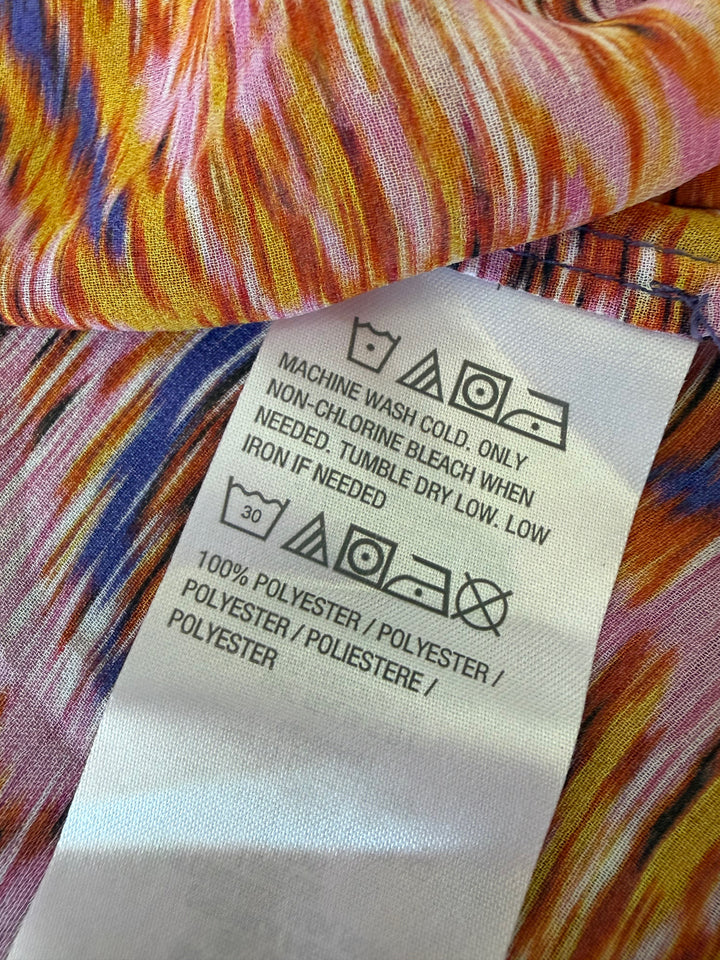 MACHINE WASH COLD. ONLY
NON-CHLORINE BLEACH WHEN
NEEDED. TUMBLE DRY LOW. LOW
IRON IF NEEDED
30
100% POLYESTER / POLYESTER /
POLYESTER / POLIESTERE /
POLYESTER